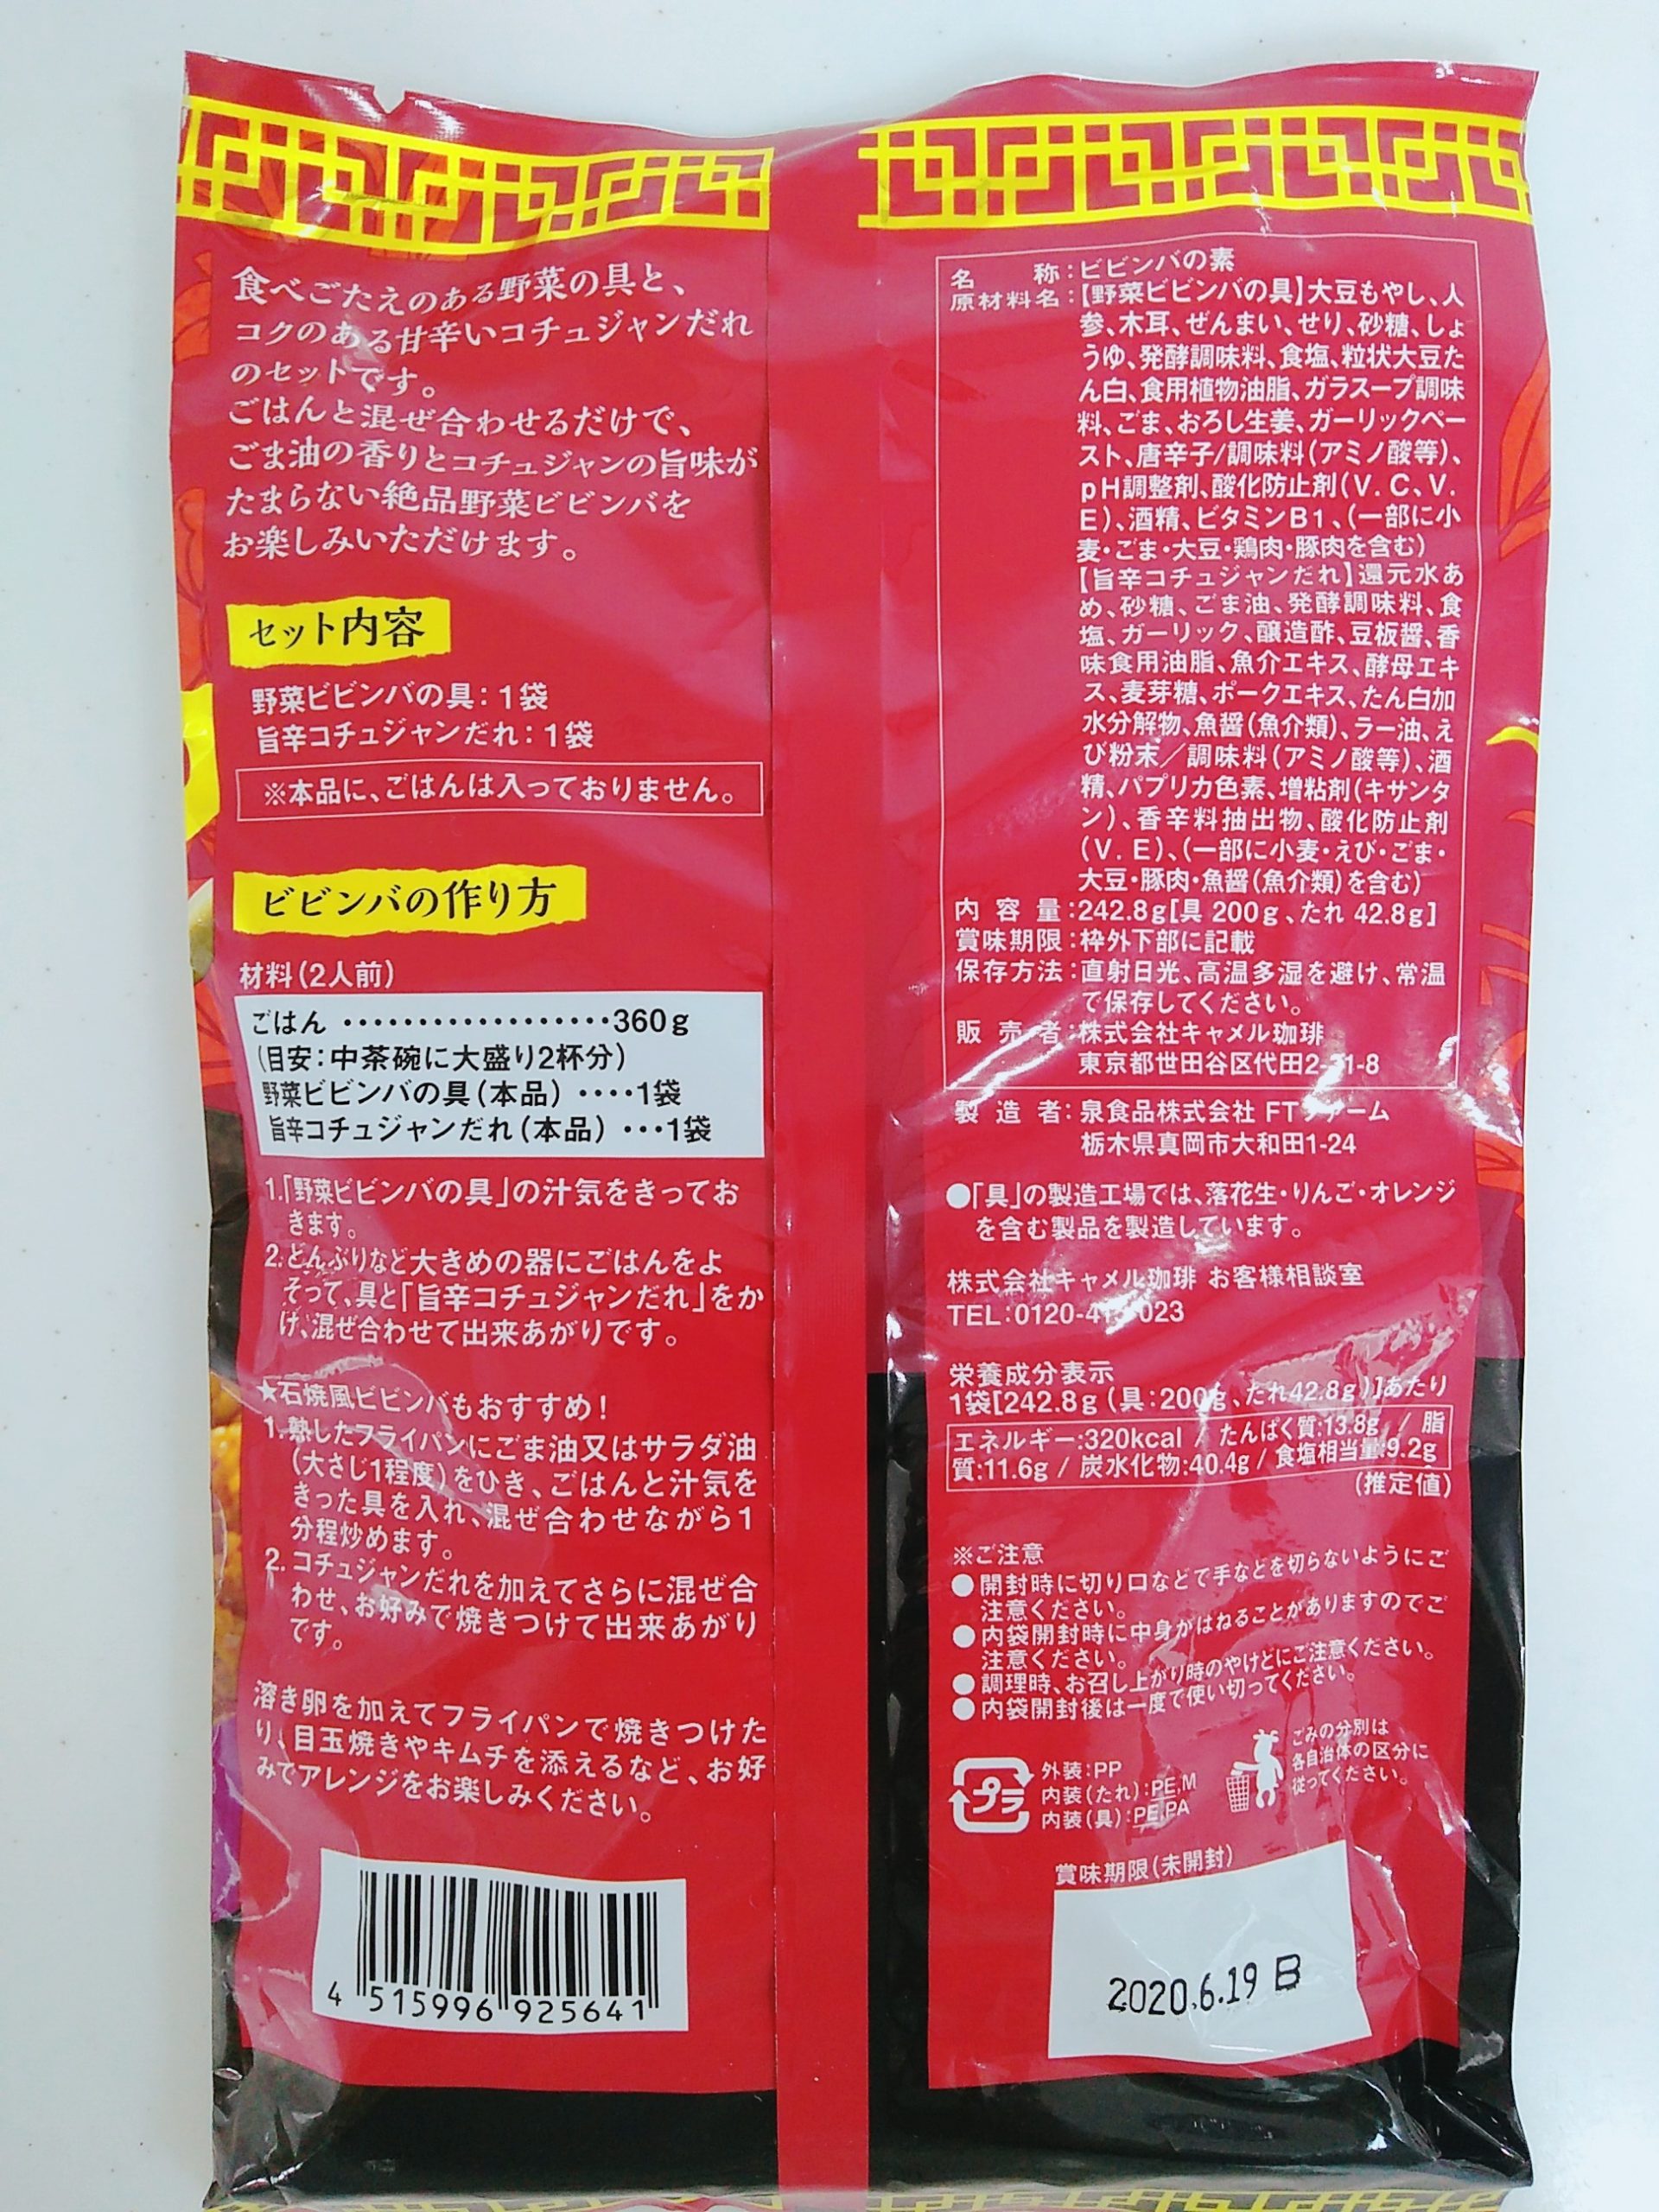 食べごたえのある野菜の具と、
コクのある甘辛いコチュジャンだれ
のセットです。
ごはんと混ぜ合わせるだけで、
ごま油の香りとコチュジャンの旨味が
たまらない絶品野菜ビビンバを
お楽しみいただけます。
セット内容
野菜ビビンバの具：1袋
旨辛コチュジャンだれ：1袋
※本品に、ごはんは入っておりません。
ビビンバの作り方
材料(2人前)
ごはん ··················360g
(目安：中茶碗に大盛り2杯分)
野菜ビビンバの具(本品) ････1袋
旨辛コチュジャンだれ(本品) ･･･1袋
1.「野菜ビビンバの具」の汁気をきってお
きます。
2.どんぶりなど大きめの器にごはんをよ
そって、具と「旨辛コチュジャンだれ」をか
け、混ぜ合わせて出来あがりです。
★石焼風ビビンバもおすすめ！
1.熱したフライパンにごま油又はサラダ油
(大さじ1程度)をひき、ごはんと汁気を
きった具を入れ、混ぜ合わせながら1
分程炒めます。
2.コチュジャンだれを加えてさらに混ぜ合
わせ、お好みで焼きつけて出来あがり
です。
溶き卵を加えてフライパンで焼きつけた
り、目玉焼きやキムチを添えるなど、お好
みでアレンジをお楽しみください。
4 515996 925641
名称：ビビンバの素
原材料名：【野菜ビビンバの具】大豆もやし、人
参、木耳、ぜんまい、せり、砂糖、しょ
うゆ、発酵調味料、食塩、粒状大豆た
ん白、食用植物油脂、ガラスープ調味
料、ごま、おろし生姜、ガーリックペー
スト、唐辛子/調味料(アミノ酸等)、
pH調整剤、酸化防止剤(V.C、V.
E)、酒精、ビタミンB1、(一部に小
麦・ごま・大豆・鶏肉・豚肉を含む)
【旨辛コチュジャンだれ】還元水あ
め、砂糖、ごま油、発酵調味料、食
塩、ガーリック、醸造酢、豆板醤、香
味食用油脂、魚介エキス、酵母エキ
ス、麦芽糖、ポークエキス、たん白加
水分解物、魚醤(魚介類)、ラー油、え
び粉末／調味料(アミノ酸等)、酒
精、パプリカ色素、増粘剤(キサンタ
ン)、香辛料抽出物、酸化防止剤
(V.E)、(一部に小麦・えび・ごま・
大豆・豚肉・魚醤(魚介類)を含む)
内容量：242.8g[具 200g、たれ 42.8g]
賞味期限：枠外下部に記載
保存方法：直射日光、高温多湿を避け、常温
で保存してください。
販売者：株式会社キャメル珈琲
東京都世田谷区代田
製造者：泉食品株式会社 FTファーム
栃木県真岡市大和田1-24
●「具」の製造工場では、落花生・りんご・オレンジ
を含む製品を製造しています。
株式会社キャメル珈琲 お客様相談室
TEL：0120-
栄養成分表示
1袋[242.8g(具：200g、たれ42.8g)]あたり
エネルギー:320kcal / たんぱく質:13.8g / 脂
質:11.6g / 炭水化物:40.4g / 食塩相当量:9.2g
(推定値)
※ご注意
●開封時に切り口などで手などを切らないようにご
注意ください。
●内袋開封時に中身がはねることがありますのでご
注意ください。
●調理時、お召し上がり時のやけどにご注意ください。
●内袋開封後は一度で使い切ってください。
プラ
外装：PP
内装(たれ)：PE,M
内装(具)：PE,PA
ごみの分別は
各自治体の区分に
従ってください。
賞味期限(未開封)
2020.6.19 B